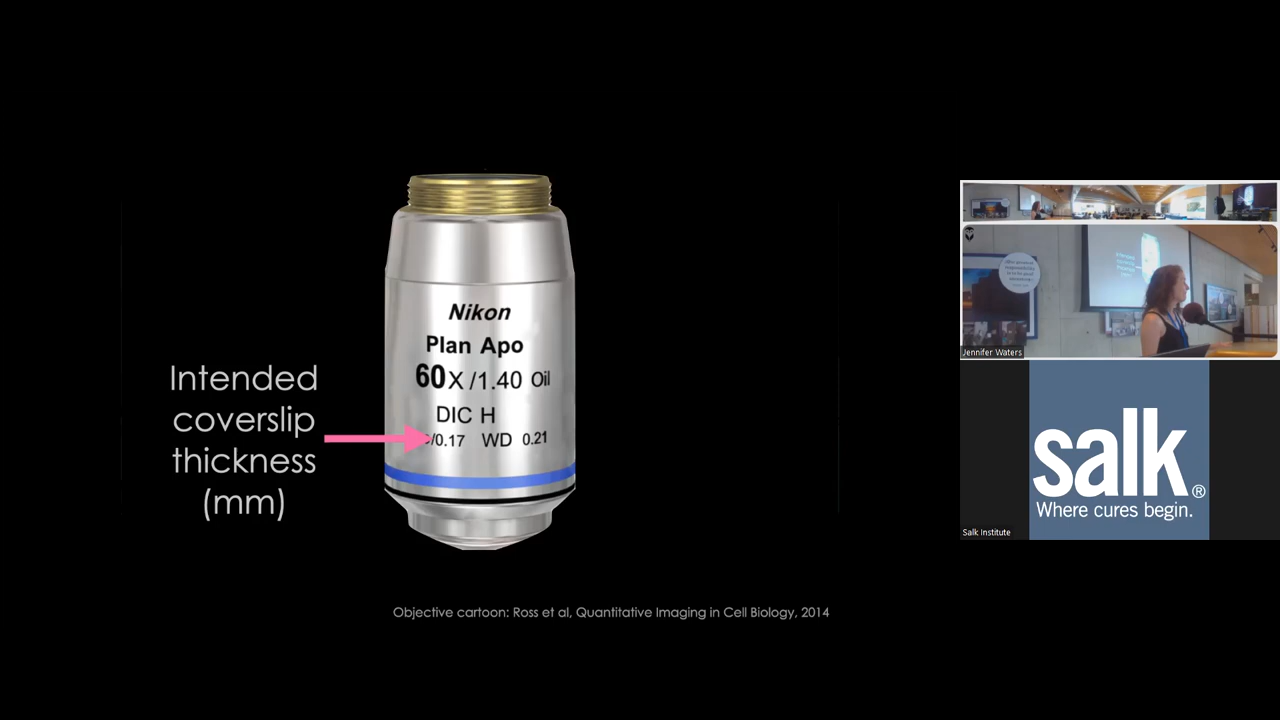 Nikon
Plan Apo
60X/1.40 Oil
DIC H
/0.17 WD 0.21
Intended
coverslip
thickness
(mm)
Objective cartoon: Ross et al, Quantitative Imaging in Cell Biology, 2014
Jennifer Waters
salk®
Where cures begin.
Salk Institute